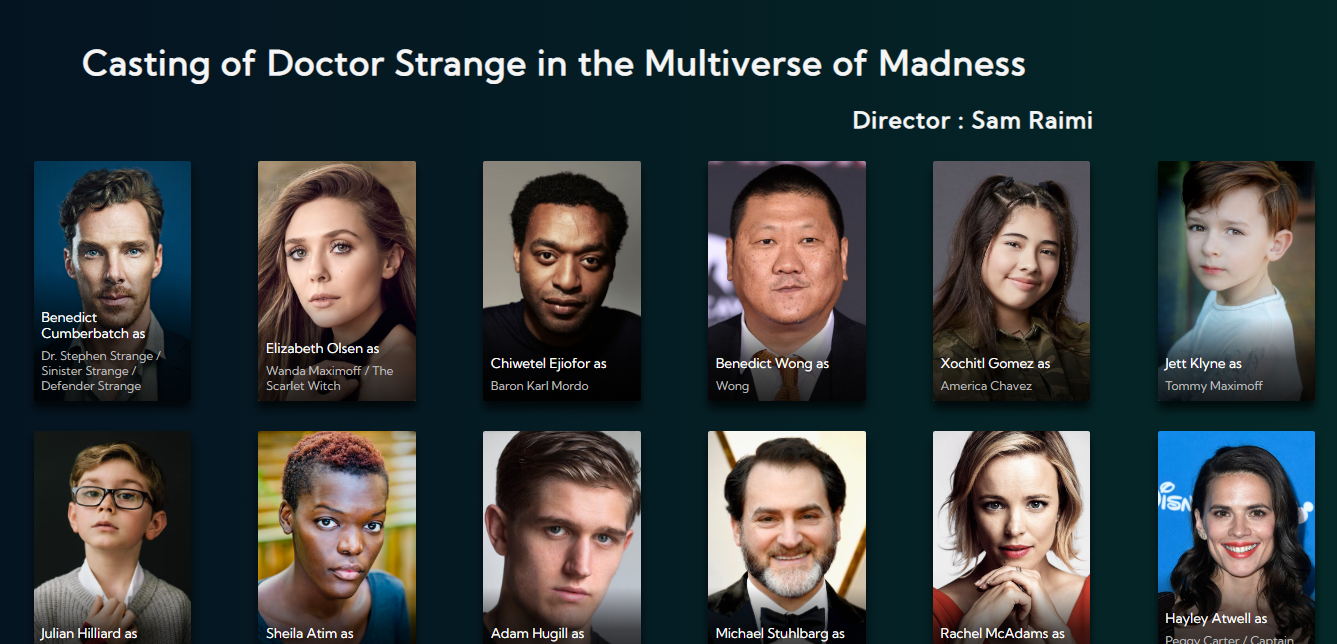 Casting of Doctor Strange in the Multiverse of Madness
Director : Sam Raimi
Benedict
Cumberbatch as
Dr. Stephen Strange /
Sinister Strange /
Defender Strange
Elizabeth Olsen as
Wanda Maximoff / The
Scarlet Witch
Chiwetel Ejiofor as
Baron Karl Mordo
Benedict Wong as
Wong
Xochitl Gomez as
America Chavez
Jett Klyne as
Tommy Maximoff
Julian Hilliard as
Sheila Atim as
Adam Hugill as
Michael Stuhlbarg as
Rachel McAdams as
Hayley Atwell as
Peggy Carter / Captain